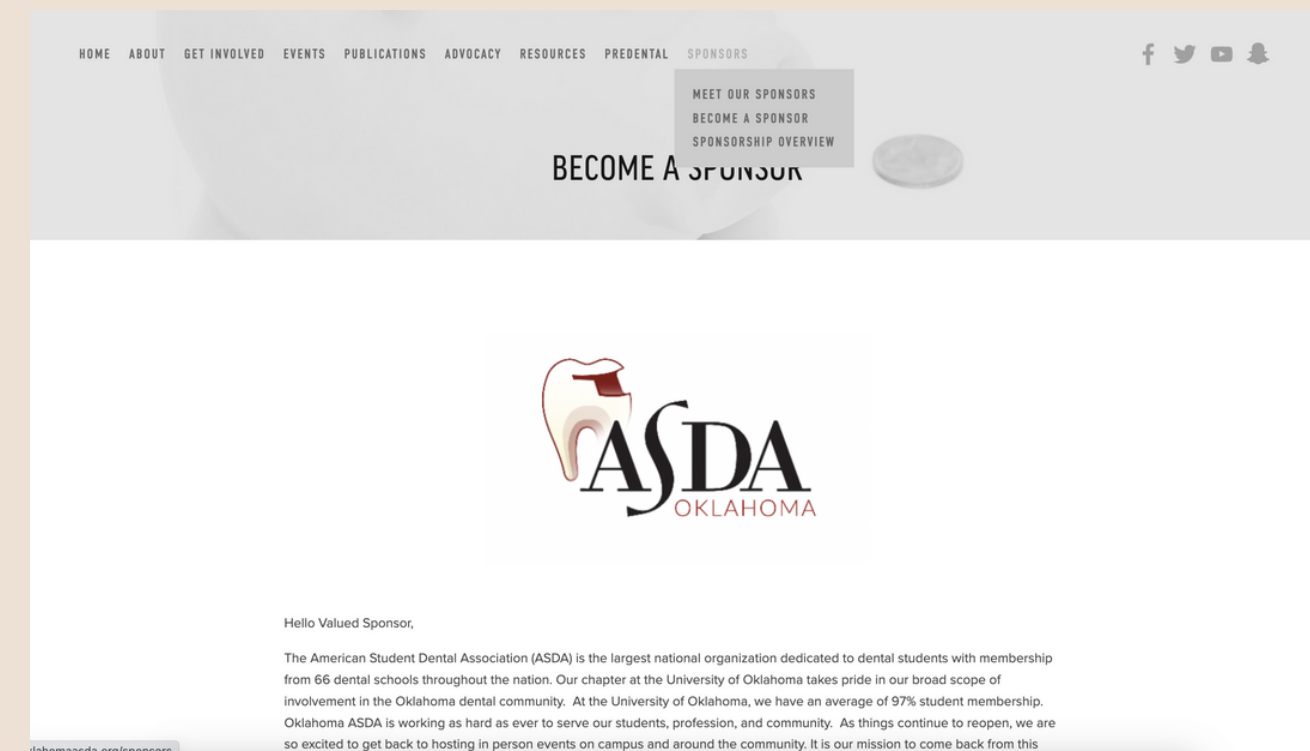 HOME ABOUT GET INVOLVED EVENTS PUBLICATIONS ADVOCACY RESOURCES PREDENTAL SPONSORS
MEET OUR SPONSORS
BECOME A SPONSOR
SPONSORSHIP OVERVIEW
BECOME A SPONSOR
ASDA
OKLAHOMA
Hello Valued Sponsor,
The American Student Dental Association (ASDA) is the largest national organization dedicated to dental students with membership
from 66 dental schools throughout the nation. Our chapter at the University of Oklahoma takes pride in our broad scope of
involvement in the Oklahoma dental community.  At the University of Oklahoma, we have an average of 97% student membership.
Oklahoma ASDA is working as hard as ever to serve our students, profession, and community.  As things continue to reopen, we are
so excited to get back to hosting in person events on campus and around the community. It is our mission to come back from this